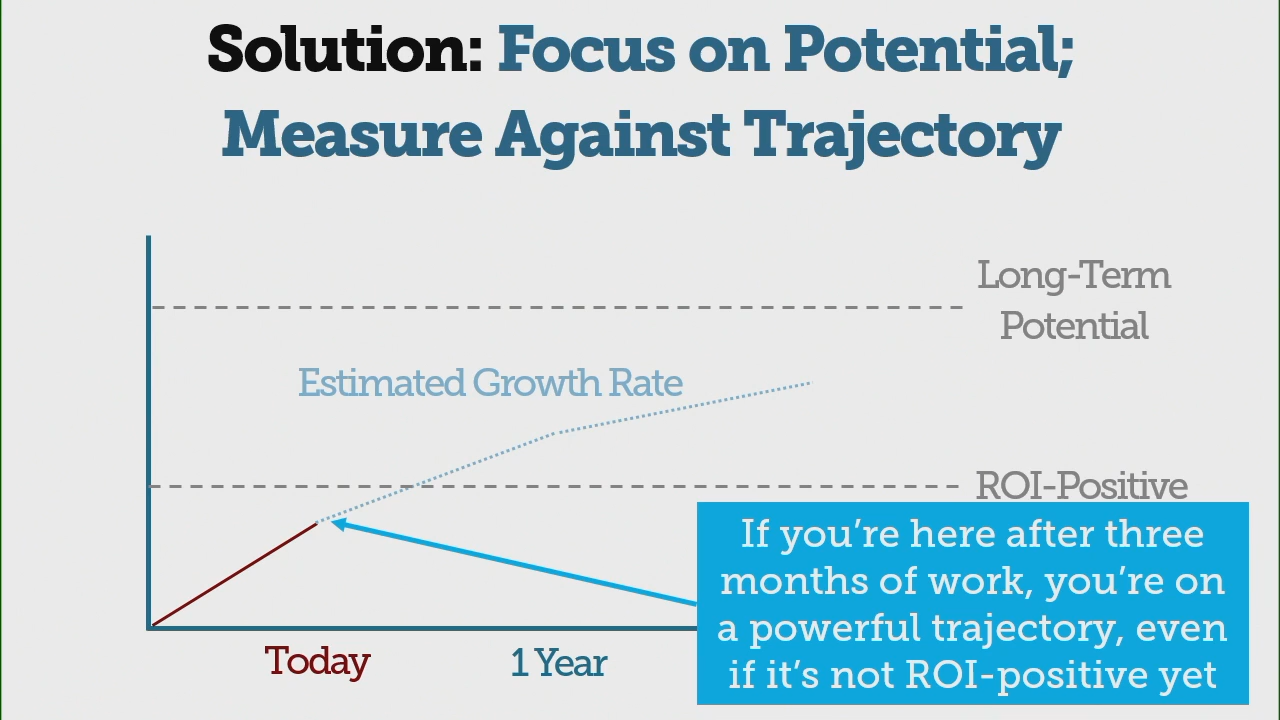 Solution: Focus on Potential;
Measure Against Trajectory
Long-Term
Potential
Estimated Growth Rate
ROI-Positive
If you’re here after three
months of work, you’re on
a powerful trajectory, even
if it’s not ROI-positive yet
Today
1 Year